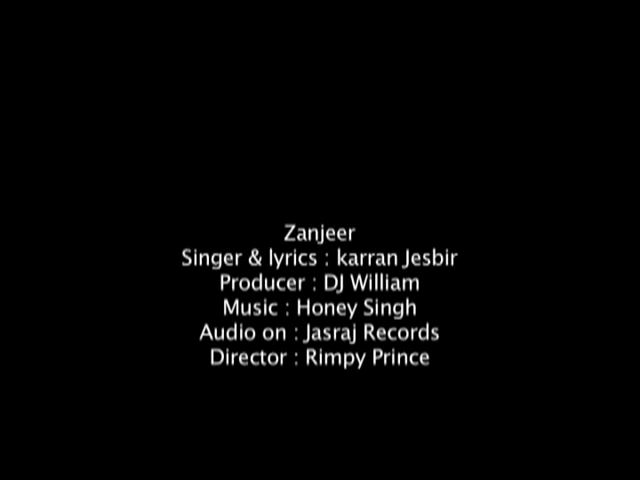 Zanjeer
Singer & lyrics : karran Jesbir
Producer : DJ William
Music : Honey Singh
Audio on : Jasraj Records
Director : Rimpy Prince